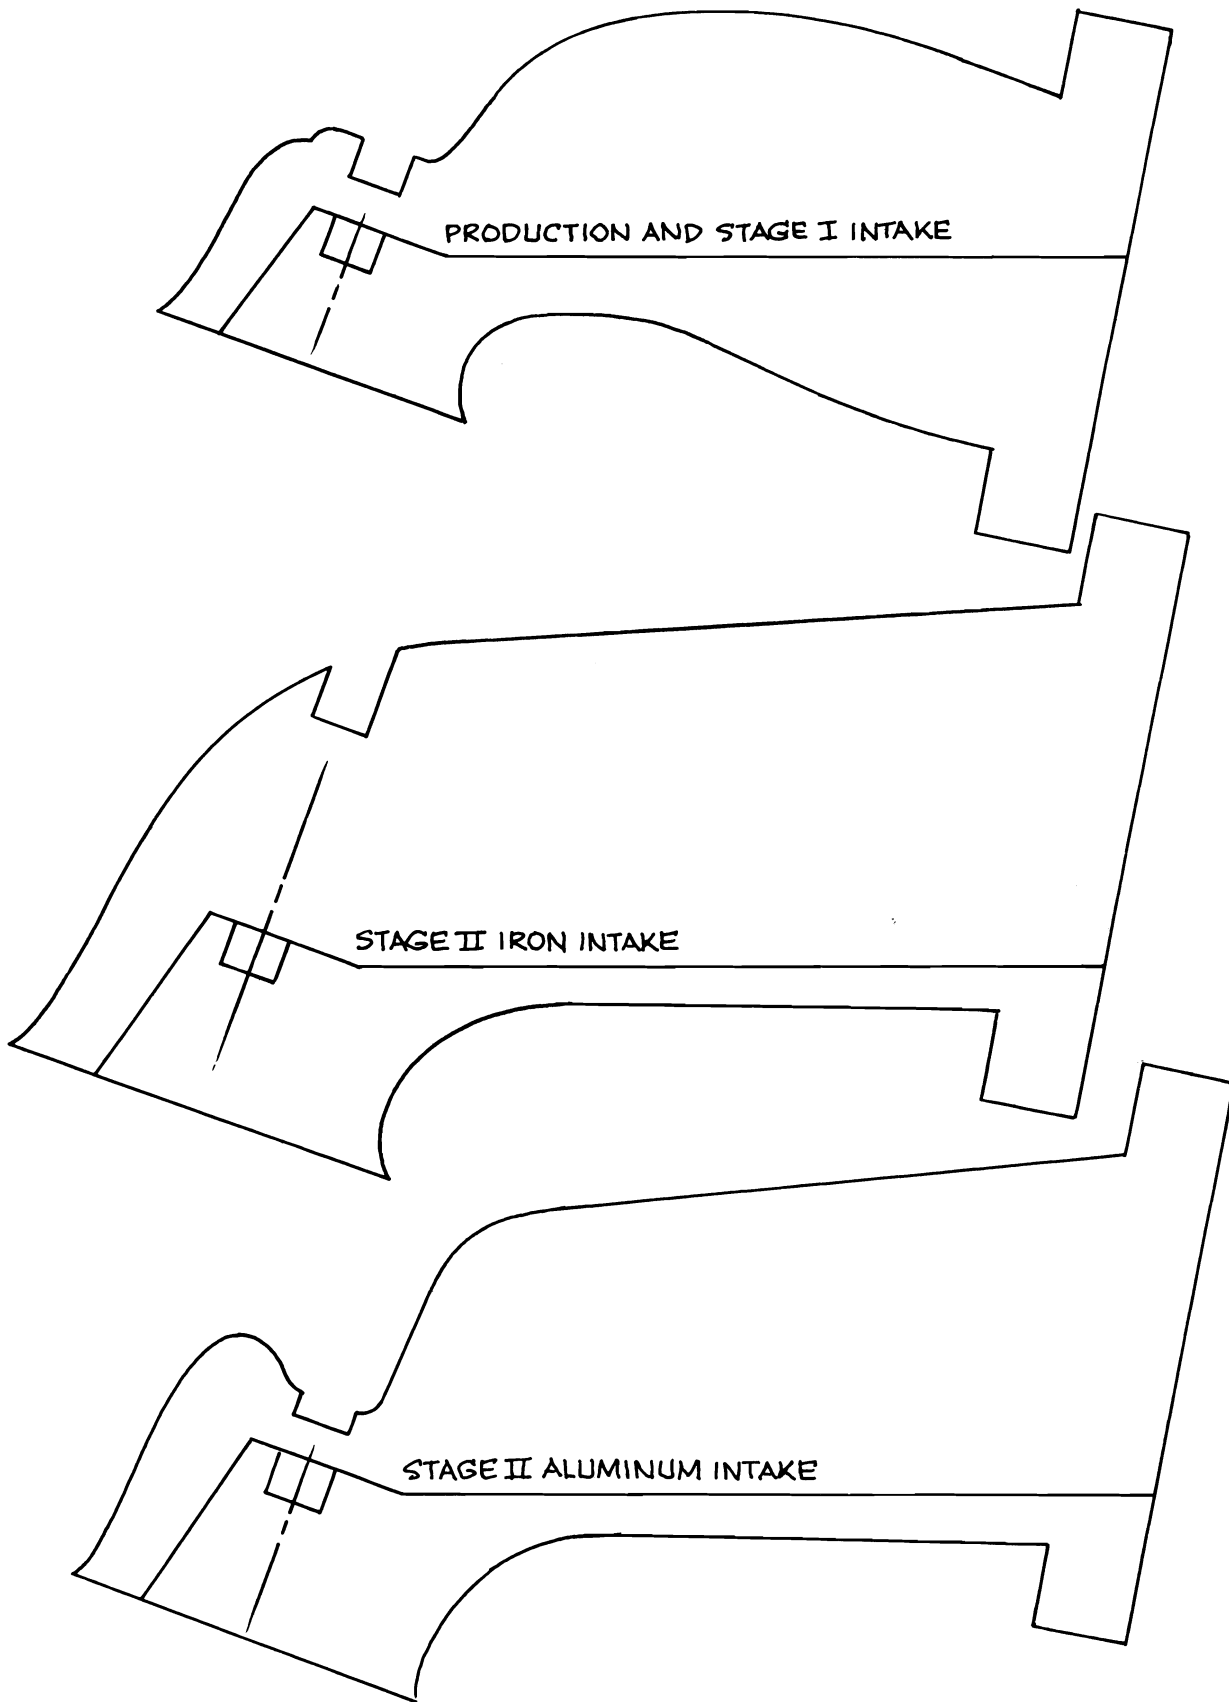 PRODUCTION AND STAGE I INTAKE
STAGE II IRON INTAKE
STAGE II ALUMINUM INTAKE